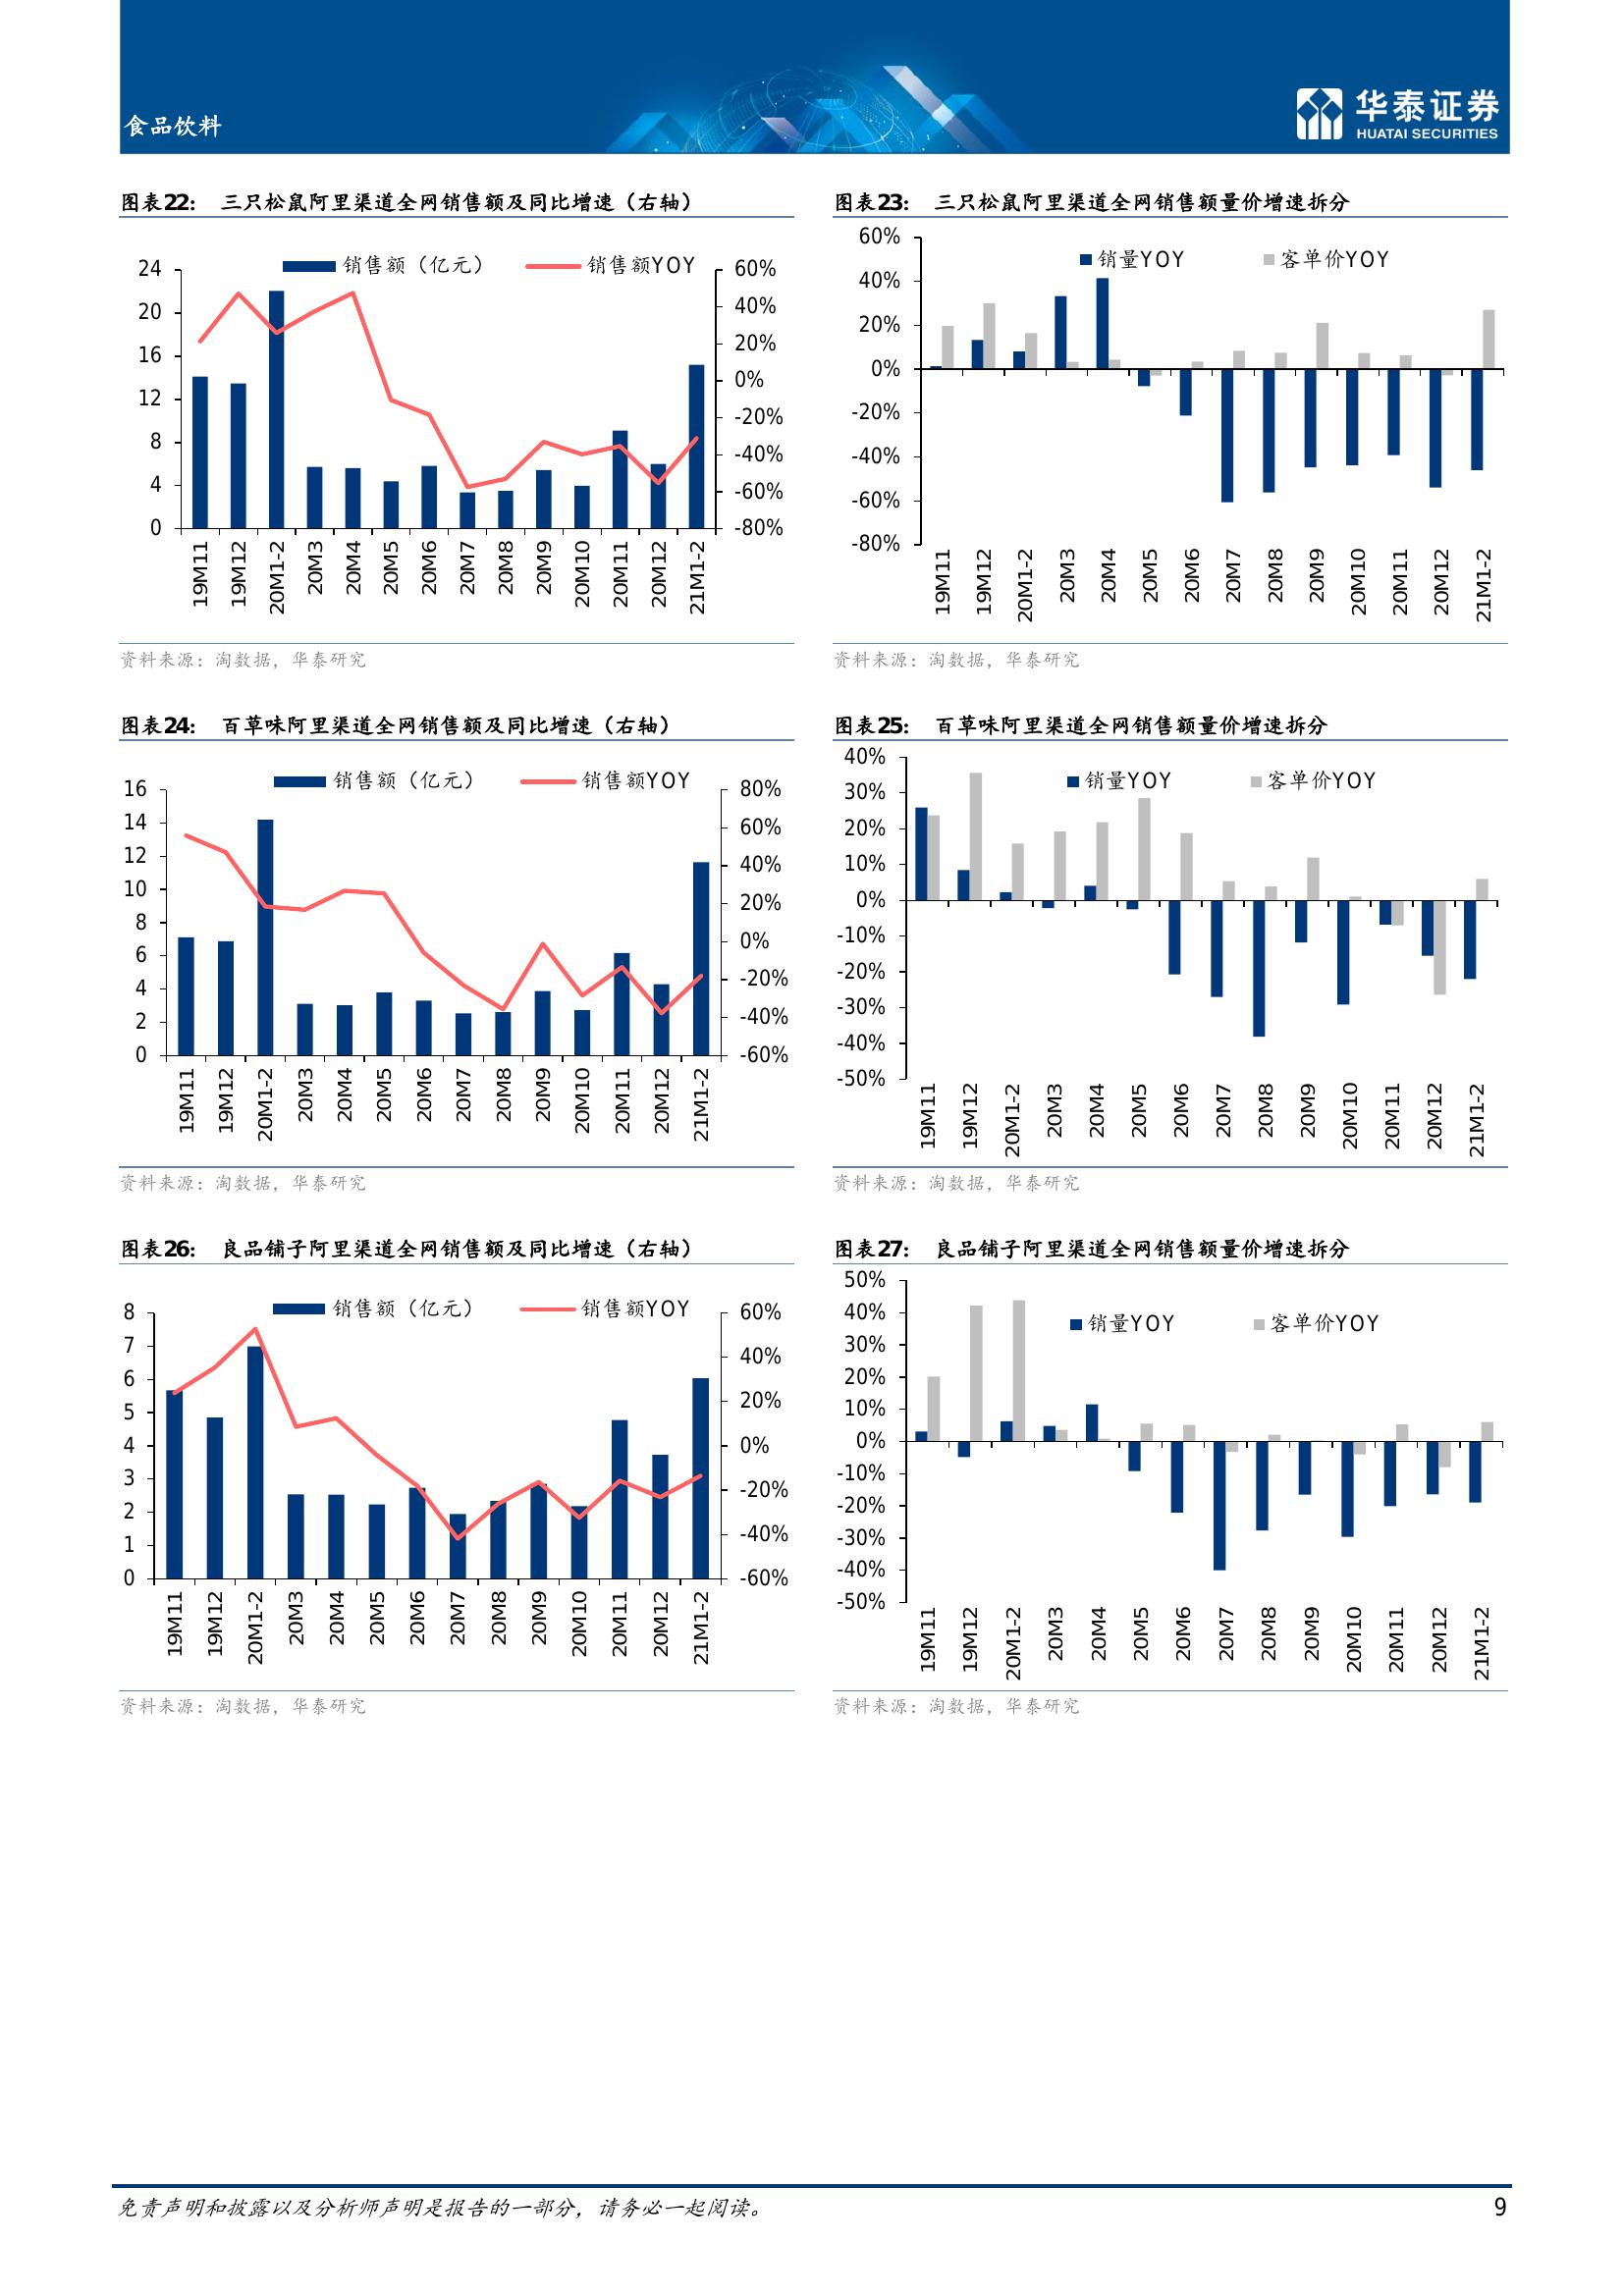 食品饮料
华泰证券
HUATAI SECURITIES
图表22： 三只松鼠阿里渠道全网销售额及同比增速（右轴）
销售额（亿元） 销售额YOY
24
20
16
12
8
4
0
60%
40%
20%
0%
-20%
-40%
-60%
-80%
19M11 19M12 20M1-2 20M3 20M4 20M5 20M6 20M7 20M8 20M9 20M10 20M11 20M12 21M1-2
资料来源：淘数据，华泰研究
图表23： 三只松鼠阿里渠道全网销售额量价增速拆分
销量YOY 客单价YOY
60%
40%
20%
0%
-20%
-40%
-60%
-80%
19M11 19M12 20M1-2 20M3 20M4 20M5 20M6 20M7 20M8 20M9 20M10 20M11 20M12 21M1-2
资料来源：淘数据，华泰研究
图表24： 百草味阿里渠道全网销售额及同比增速（右轴）
销售额（亿元） 销售额YOY
16
14
12
10
8
6
4
2
0
80%
60%
40%
20%
0%
-20%
-40%
-60%
19M11 19M12 20M1-2 20M3 20M4 20M5 20M6 20M7 20M8 20M9 20M10 20M11 20M12 21M1-2
资料来源：淘数据，华泰研究
图表25： 百草味阿里渠道全网销售额量价增速拆分
销量YOY 客单价YOY
40%
30%
20%
10%
0%
-10%
-20%
-30%
-40%
-50%
19M11 19M12 20M1-2 20M3 20M4 20M5 20M6 20M7 20M8 20M9 20M10 20M11 20M12 21M1-2
资料来源：淘数据，华泰研究
图表26： 良品铺子阿里渠道全网销售额及同比增速（右轴）
销售额（亿元） 销售额YOY
8
7
6
5
4
3
2
1
0
60%
40%
20%
0%
-20%
-40%
-60%
19M11 19M12 20M1-2 20M3 20M4 20M5 20M6 20M7 20M8 20M9 20M10 20M11 20M12 21M1-2
资料来源：淘数据，华泰研究
图表27： 良品铺子阿里渠道全网销售额量价增速拆分
销量YOY 客单价YOY
50%
40%
30%
20%
10%
0%
-10%
-20%
-30%
-40%
-50%
19M11 19M12 20M1-2 20M3 20M4 20M5 20M6 20M7 20M8 20M9 20M10 20M11 20M12 21M1-2
资料来源：淘数据，华泰研究
免责声明和披露以及分析师声明是报告的一部分，请务必一起阅读。 9